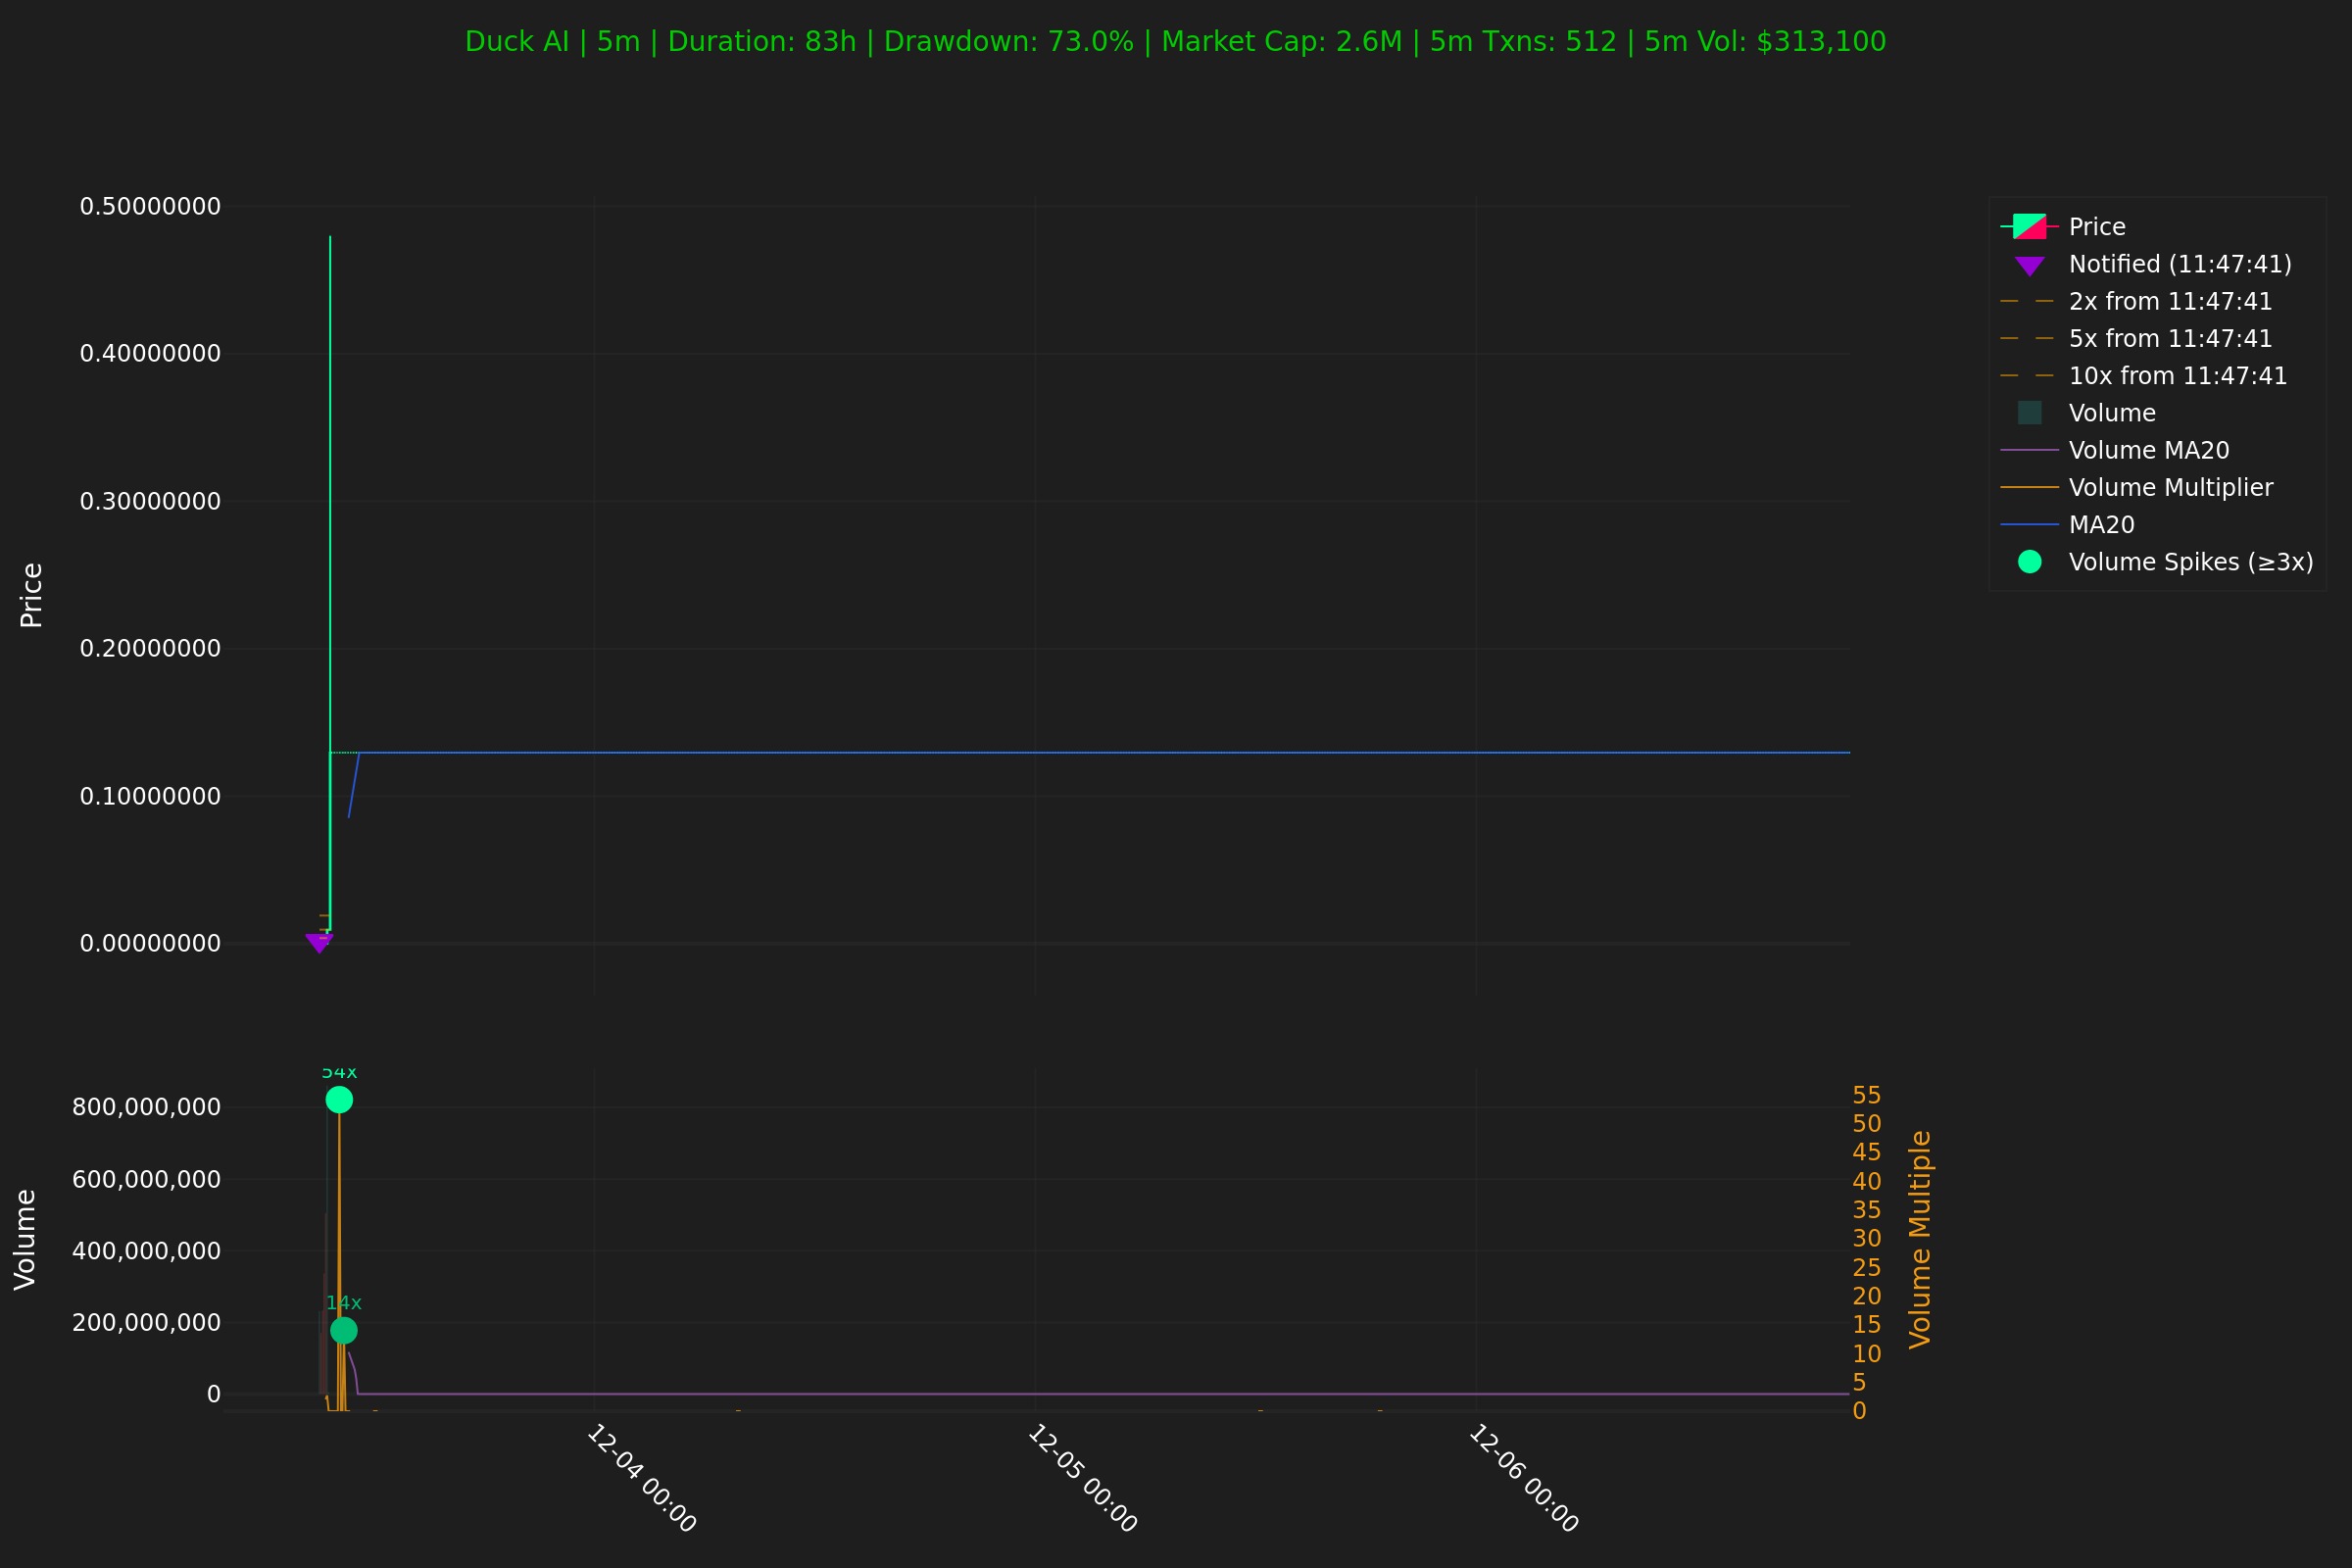 Duck AI | 5m | Duration: 83h | Drawdown: 73.0% | Market Cap: 2.6M | 5m Txns: 512 | 5m Vol: $313,100
Price
0.50000000
0.40000000
0.30000000
0.20000000
0.10000000
0.00000000
Price
Notified (11:47:41)
2x from 11:47:41
5x from 11:47:41
10x from 11:47:41
Volume
Volume MA20
Volume Multiplier
MA20
Volume Spikes (≥3x)
Volume
800,000,000
600,000,000
400,000,000
200,000,000
0
54x
14x
55
50
45
40
35
30
25
20
15
10
5
0
Volume Multiple
12-04 00:00
12-05 00:00
12-06 00:00